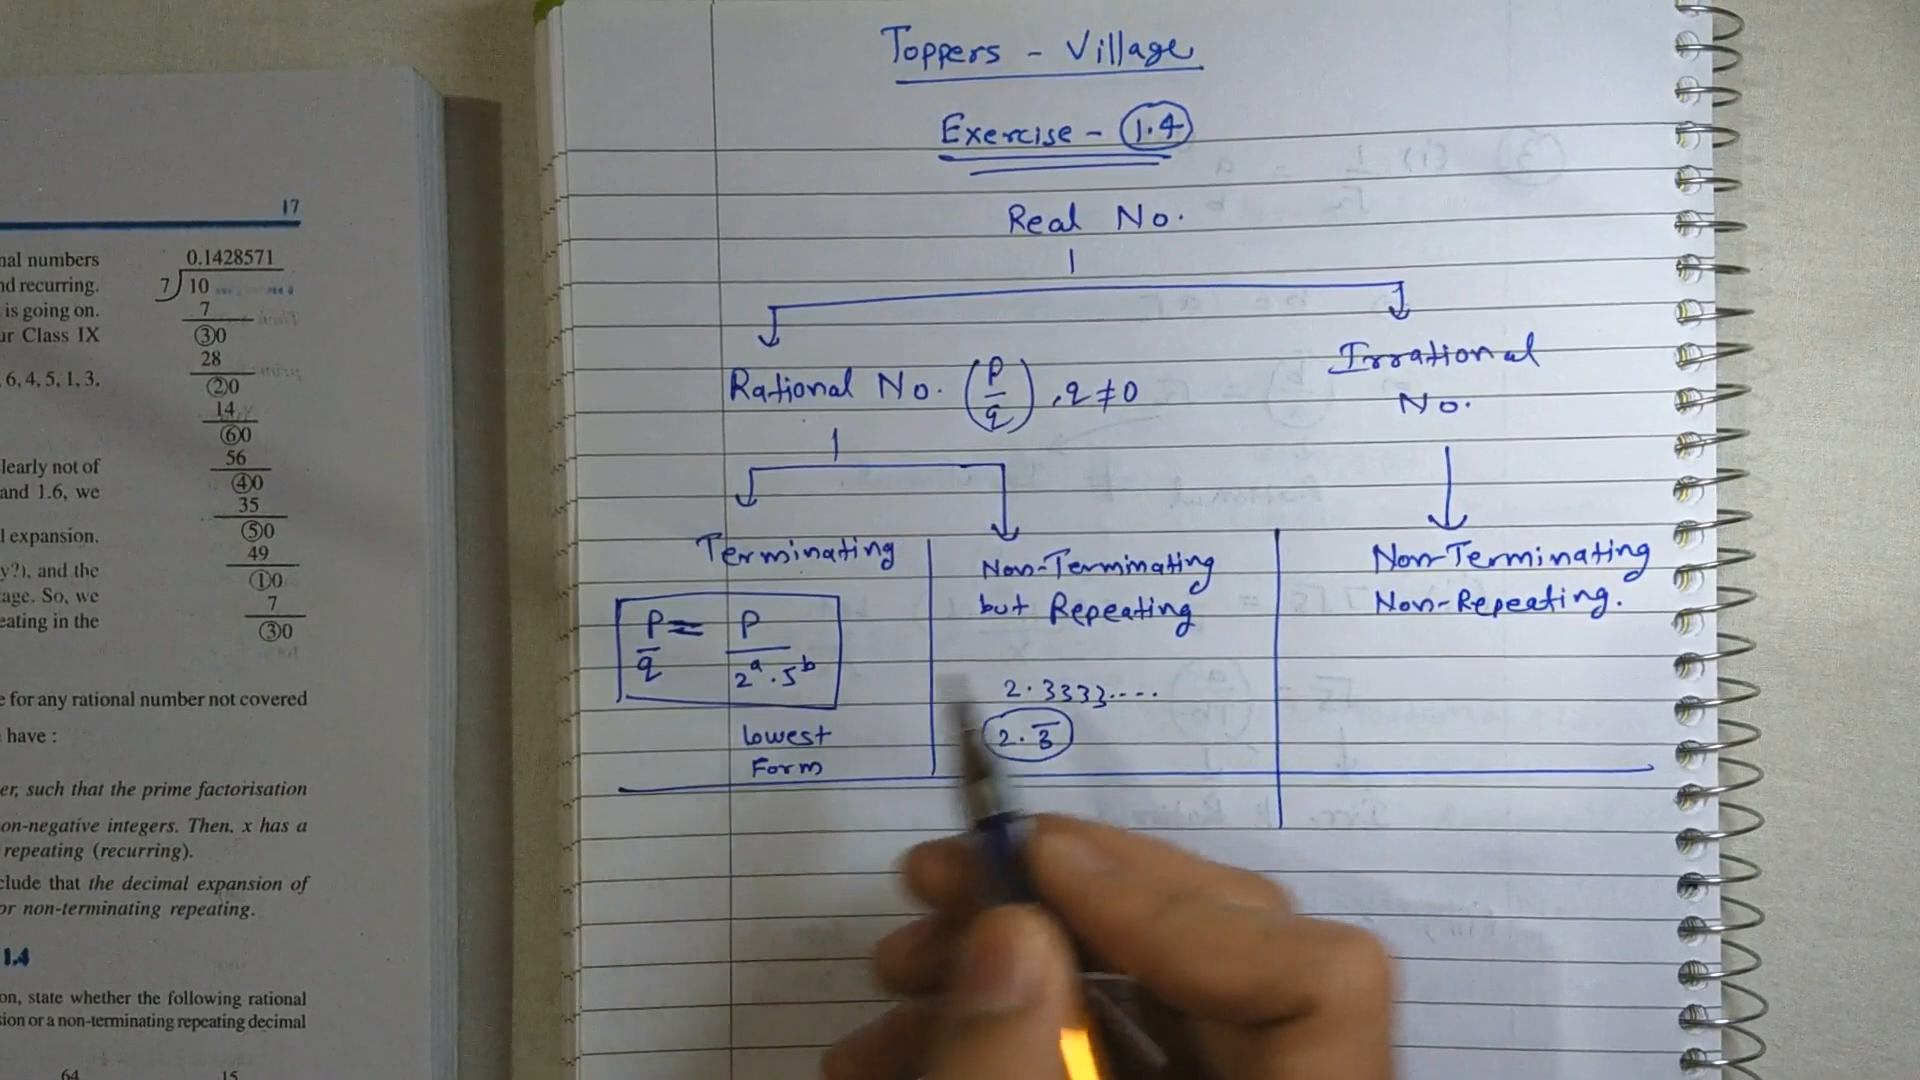 17
nal numbers
nd recurring.
is going on.
ur Class IX
6, 4, 5, 1, 3.
learly not of
and 1.6, we
l expansion.
y?), and the
tage. So, we
eating in the
0.1428571
7 10
7
30
28
20
14
60
56
40
35
50
49
10
7
30
e for any rational number not covered
have :
er, such that the prime factorisation
on-negative integers. Then, x has a
repeating (recurring).
clude that the decimal expansion of
or non-terminating repeating.
1.4
on, state whether the following rational
sion or a non-terminating repeating decimal
64 15
Toppers - Village
Exercise - 1.4
Real No.
Rational No. (p/q), q ≠ 0
Irrational
No.
Terminating
p/q = p/2^a · 5^b
Lowest
Form
Non-Terminating
but Repeating
2.3333....
2.3̅
Non-Terminating
Non-Repeating.